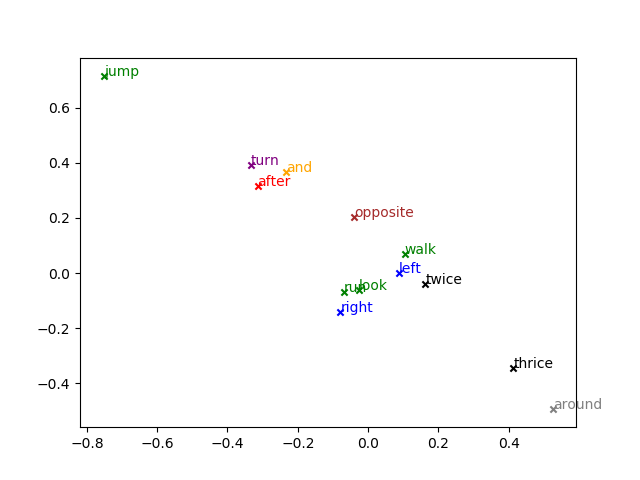 jump
0.6
turn
and
0.4
after
opposite
0.2
walk
left
0.0
twice
run
look
right
−0.2
thrice
−0.4
around
−0.8
−0.6
−0.4
−0.2
0.0
0.2
0.4